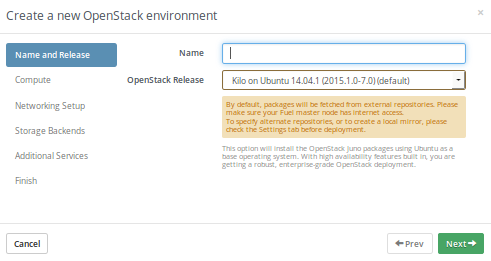 Create a new OpenStack environment
×
Name and Release
Name
Compute
OpenStack Release
Kilo on Ubuntu 14.04.1 (2015.1.0-7.0) (default)
Networking Setup
By default, packages will be fetched from external repositories. Please
make sure your Fuel master node has internet access.
To specify alternate repositories, or to create a local mirror, please
check the Settings tab before deployment.
Storage Backends
Additional Services
This option will install the OpenStack Juno packages using Ubuntu as a
base operating system. With high availability features built in, you are
getting a robust, enterprise-grade OpenStack deployment.
Finish
Cancel
Prev
Next